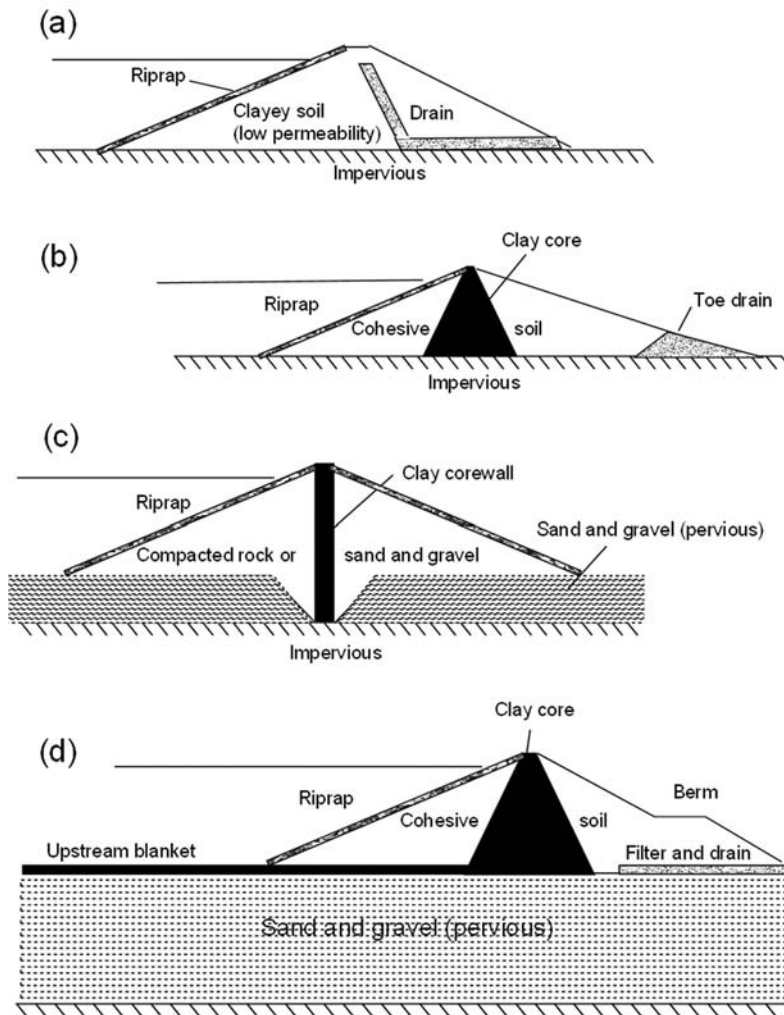 (a)
Riprap
Clayey soil
(low permeability)
Drain
Impervious
(b)
Clay core
Riprap
Toe drain
Cohesive soil
Impervious
(c)
Clay corewall
Riprap
Sand and gravel (pervious)
Compacted rock or sand and gravel
Impervious
(d)
Clay core
Riprap
Berm
Cohesive soil
Upstream blanket
Filter and drain
Sand and gravel (pervious)